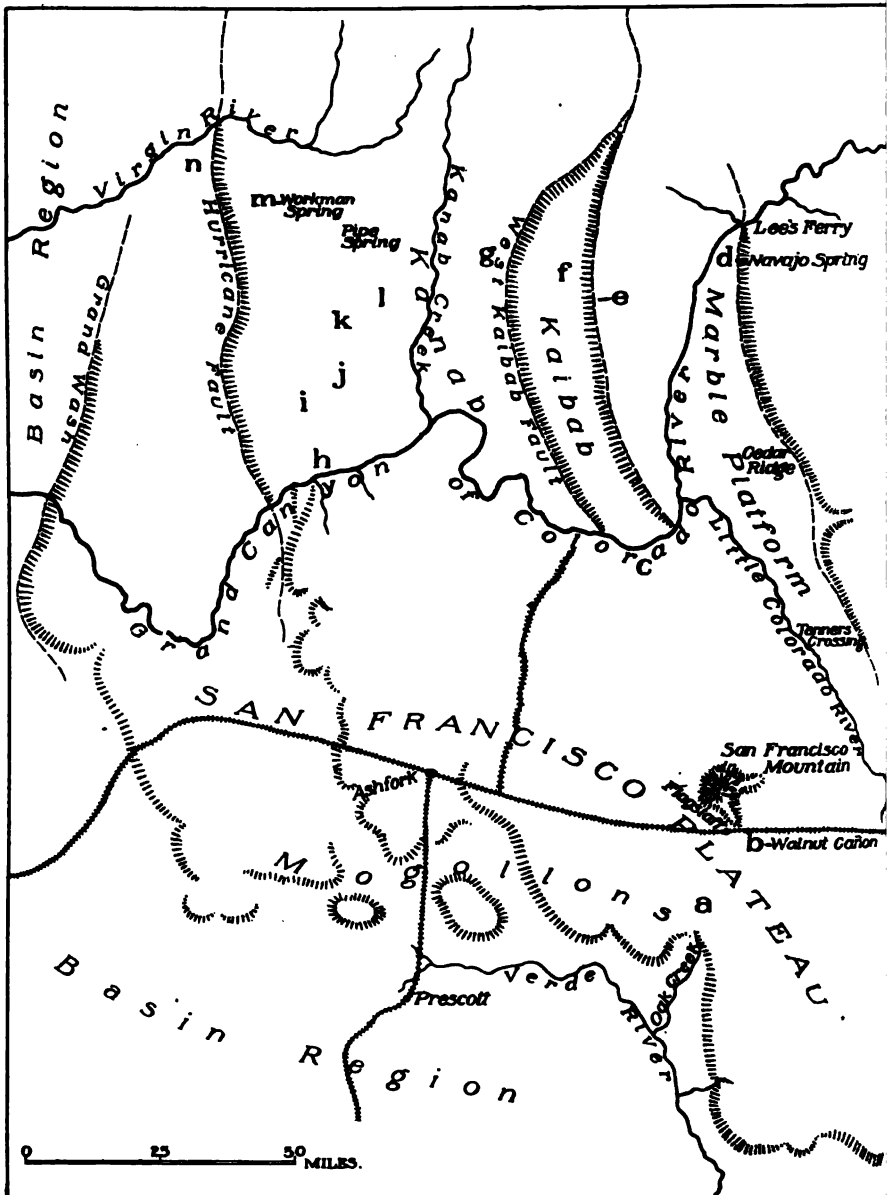 Basin Region
Virgin River
n
m-Workman
Spring
Pipe
Spring
Hurricane Fault
Grand Wash
Kanab Creek
Kanab
West Kaibab Fault
g
f
-e
Kaibab
Lee's Ferry
d
Navajo Spring
Marble Platform
l
k
j
i
h
Cedar
Ridge
Grand Canyon of Colorado River
Little Colorado River
Tanners
Crossing
SAN FRANCISCO PLATEAU
San Francisco
Mountain
Flagstaff
Ashfork
b-Walnut Cañon
Mogollons
a
Oak Creek
Verde River
Prescott
Basin Region
0 25 50
MILES.